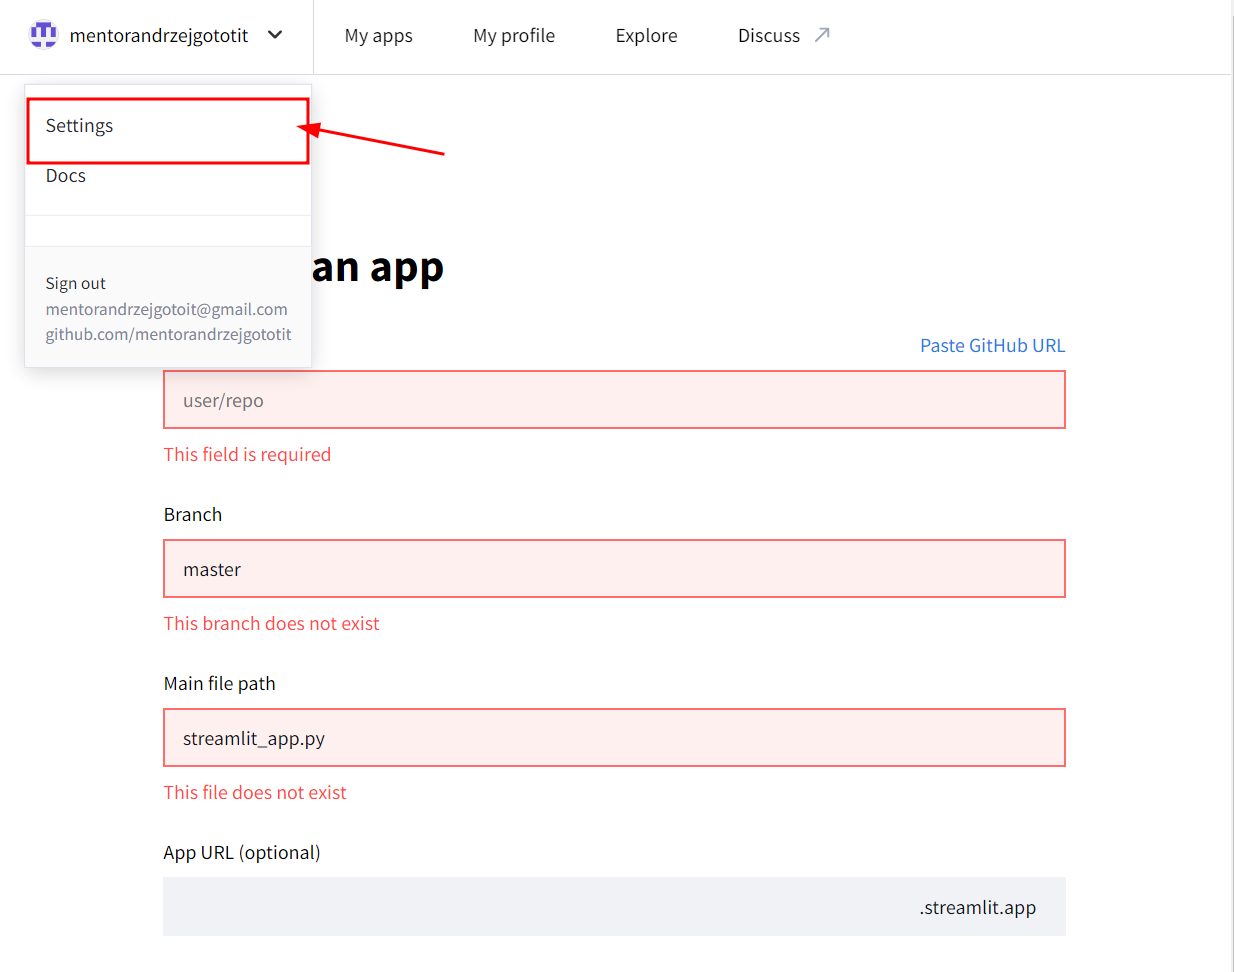 mentorandrzejgototit
My apps
My profile
Explore
Discuss
Settings
Docs
Sign out
mentorandrzejgotoit@gmail.com
github.com/mentorandrzejgototit
an app
Paste GitHub URL
user/repo
This field is required
Branch
master
This branch does not exist
Main file path
streamlit_app.py
This file does not exist
App URL (optional)
.streamlit.app